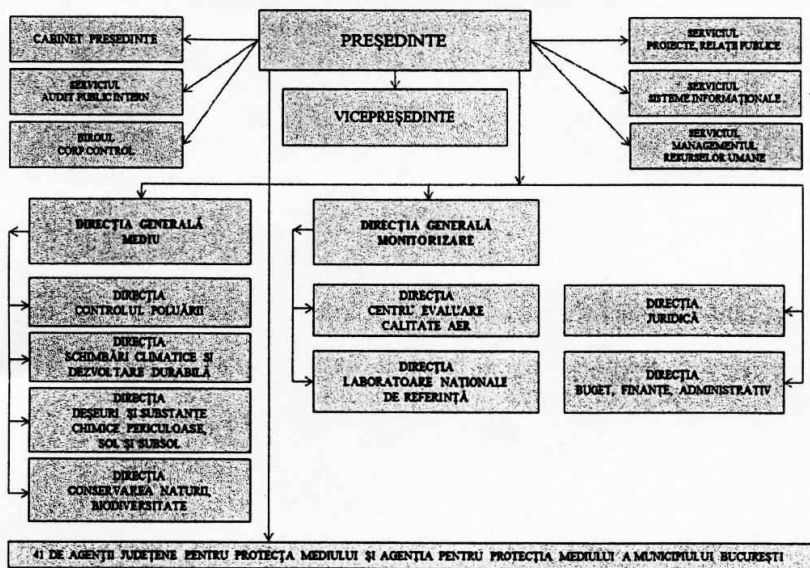 CABINET PREȘEDINTE
PREȘEDINTE
SERVICIUL
PROIECTE, RELAȚII PUBLICE
SERVICIUL
AUDIT PUBLIC INTERN
VICEPREȘEDINTE
SERVICIUL
SISTEME INFORMAȚIONALE
BIROUL
CORP CONTROL
SERVICIUL
MANAGEMENTUL
RESURSELOR UMANE
DIRECȚIA GENERALĂ
MEDIU
DIRECȚIA GENERALĂ
MONITORIZARE
DIRECȚIA
CONTROLUL POLUĂRII
DIRECȚIA
CENTRU EVALUARE
CALITATE AER
DIRECȚIA
JURIDICĂ
DIRECȚIA
SCHIMBĂRI CLIMATICE ȘI
DEZVOLTARE DURABILĂ
DIRECȚIA
LABORATOARE NAȚIONALE
DE REFERINȚĂ
DIRECȚIA
BUGET, FINANȚE, ADMINISTRATIV
DIRECȚIA
DEȘEURI ȘI SUBSTANȚE
CHIMICE PERICULOASE,
SOL ȘI SUBSOL
DIRECȚIA
CONSERVAREA NATURII,
BIODIVERSITATE
41 DE AGENȚII JUDEȚENE PENTRU PROTECȚIA MEDIULUI ȘI AGENȚIA PENTRU PROTECȚIA MEDIULUI A MUNICIPIULUI BUCUREȘTI